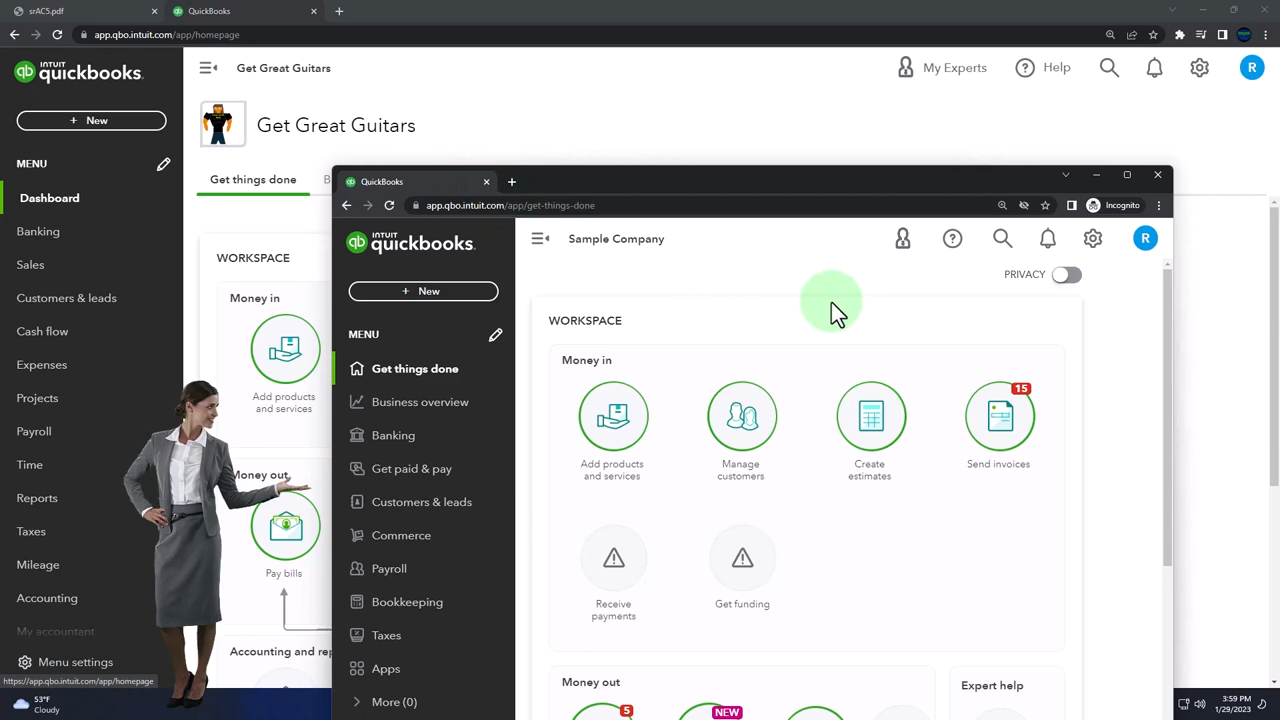 srAC5.pdf
QuickBooks
app.qbo.intuit.com/app/homepage
INTUIT
quickbooks.
Get Great Guitars
My Experts
Help
R
+ New
Get Great Guitars
MENU
Get things done
B
Dashboard
Banking
Sales
Customers & leads
Cash flow
Expenses
Projects
Payroll
Time
Reports
Taxes
Mileage
Accounting
My accountant
Menu settings
https://app.qbo.intuit.com/app/homepage
WORKSPACE
Money in
Add products
and services
Money out
Pay bills
Accounting and rep
QuickBooks
app.qbo.intuit.com/app/get-things-done
Incognito
INTUIT
quickbooks.
Sample Company
R
+ New
PRIVACY
MENU
Get things done
Business overview
Banking
Get paid & pay
Customers & leads
Commerce
Payroll
Bookkeeping
Taxes
Apps
More (0)
WORKSPACE
Money in
15
Add products
and services
Manage
customers
Create
estimates
Send invoices
Receive
payments
Get funding
Money out
5
NEW
Expert help
53°F
Cloudy
3:59 PM
1/29/2023